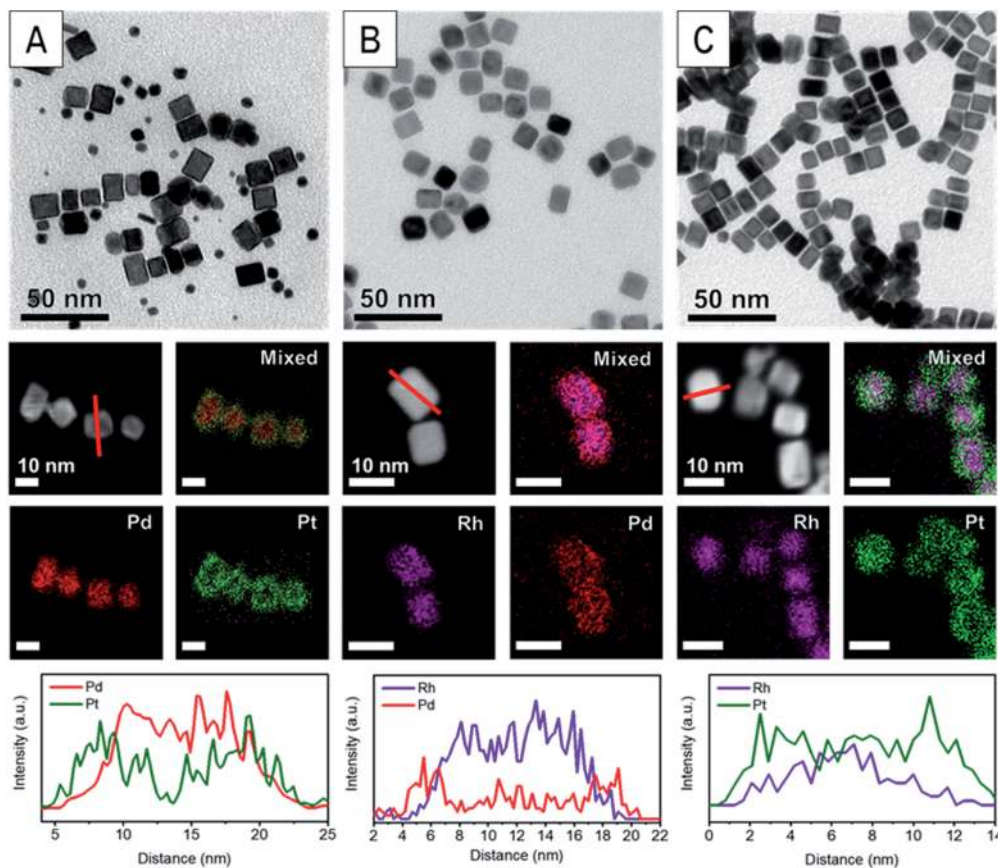 A
B
C
50 nm
50 nm
50 nm
Mixed
Mixed
Mixed
10 nm
10 nm
10 nm
Pd
Pt
Rh
Pd
Rh
Pt
Intensity (a.u.)
Pd
Pt
5 10 15 20 25
Distance (nm)
Intensity (a.u.)
Rh
Pd
2 4 6 8 10 12 14 16 18 20 22
Distance (nm)
Intensity (a.u.)
Rh
Pt
0 2 4 6 8 10 12 14
Distance (nm)